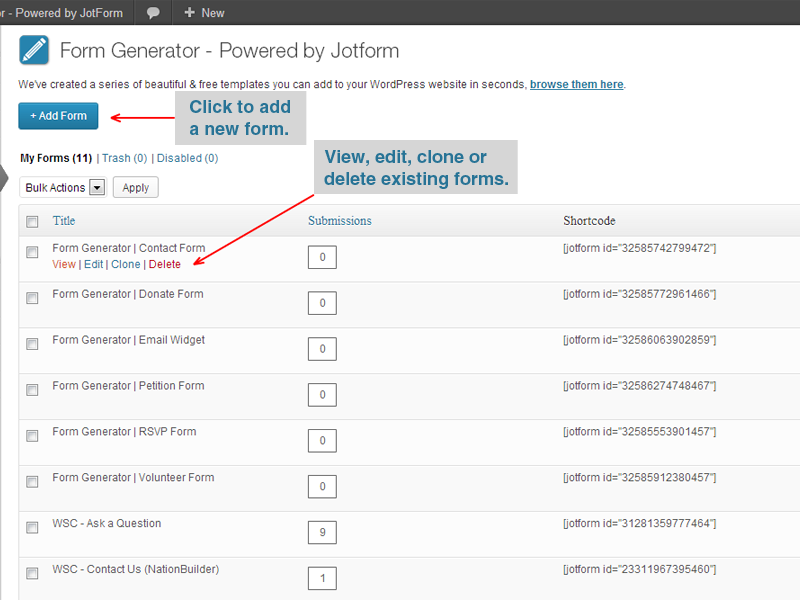 r - Powered by JotForm + New
Form Generator - Powered by Jotform
We've created a series of beautiful & free templates you can add to your WordPress website in seconds, browse them here.
+ Add Form
Click to add
a new form.
My Forms (11) | Trash (0) | Disabled (0)
View, edit, clone or
delete existing forms.
Bulk Actions Apply
Title Submissions Shortcode
Form Generator | Contact Form 0 [jotform id="32585742799472"]
View | Edit | Clone | Delete
Form Generator | Donate Form 0 [jotform id="32585772961466"]
Form Generator | Email Widget 0 [jotform id="32586063902859"]
Form Generator | Petition Form 0 [jotform id="32586274748467"]
Form Generator | RSVP Form 0 [jotform id="32585553901457"]
Form Generator | Volunteer Form 0 [jotform id="32585912380457"]
WSC - Ask a Question 9 [jotform id="31281359777464"]
WSC - Contact Us (NationBuilder) 1 [jotform id="23311967395460"]